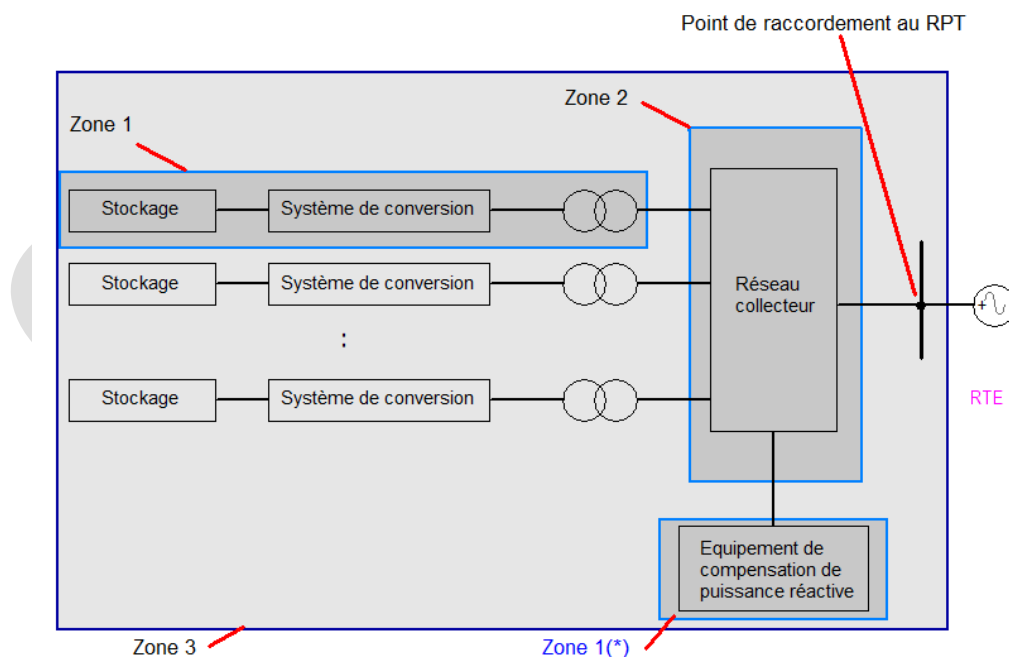 Point de raccordement au RPT
Zone 2
Zone 1
Stockage
Système de conversion
Stockage
Système de conversion
Réseau
collecteur
:
Stockage
Système de conversion
RTE
Equipement de
compensation de
puissance réactive
Zone 3
Zone 1(*)